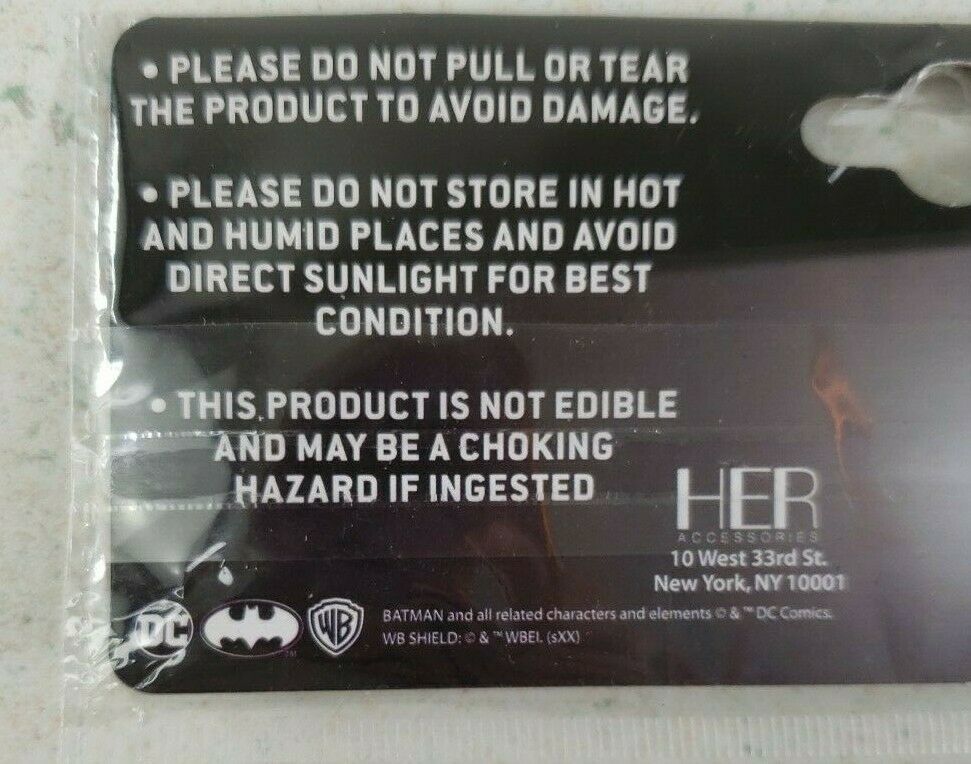 • PLEASE DO NOT PULL OR TEAR
THE PRODUCT TO AVOID DAMAGE.
• PLEASE DO NOT STORE IN HOT
AND HUMID PLACES AND AVOID
DIRECT SUNLIGHT FOR BEST
CONDITION.
• THIS PRODUCT IS NOT EDIBLE
AND MAY BE A CHOKING
HAZARD IF INGESTED
HER
ACCESSORIES
10 West 33rd St.
New York, NY 10001
DC
TM
WB
BATMAN and all related characters and elements © & ™ DC Comics.
WB SHIELD: © & ™ WBEI. (sXX)